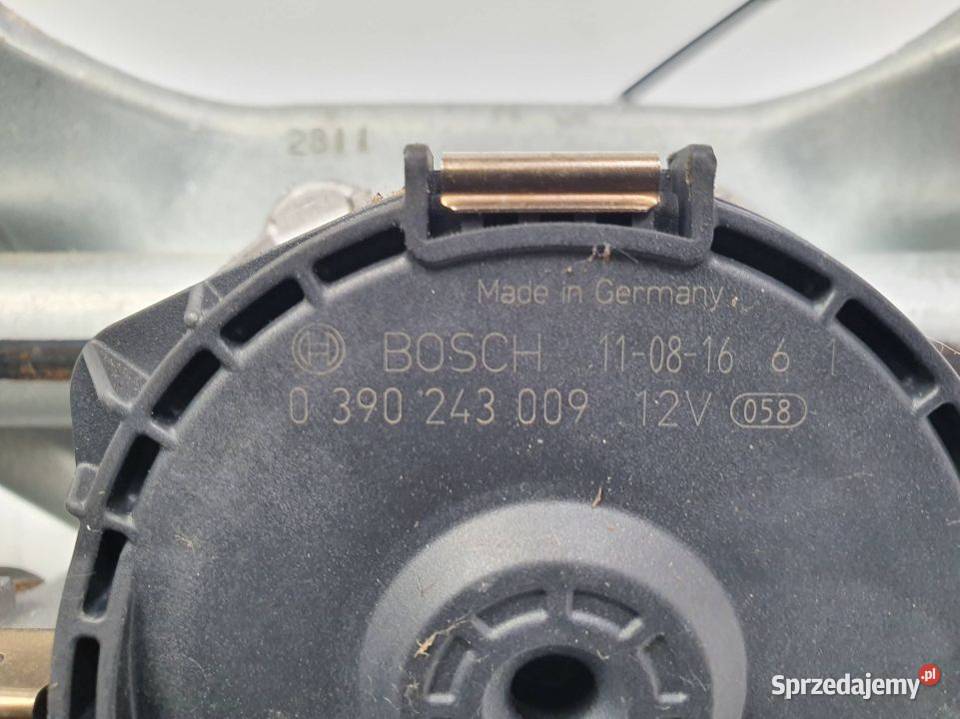 2811
Made in Germany
BOSCH 11-08-16 6 1
0 390 243 009 12V 058
Sprzedajemy.pl